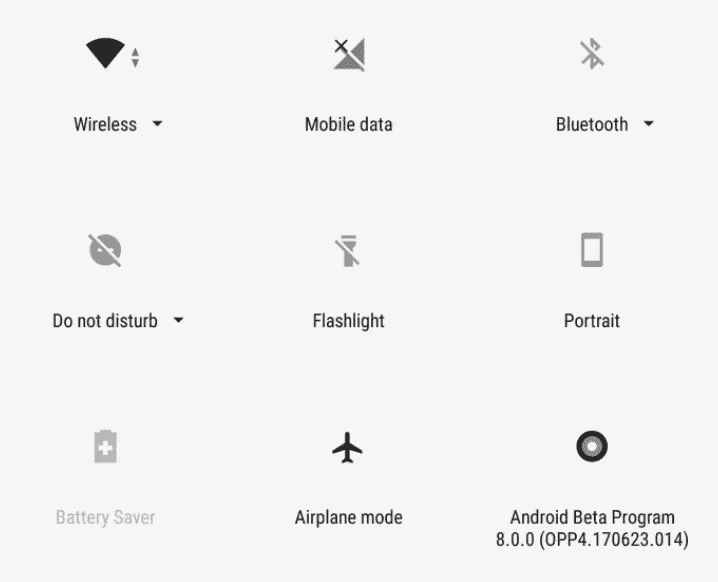 Wireless
Mobile data
Bluetooth
Do not disturb
Flashlight
Portrait
Battery Saver
Airplane mode
Android Beta Program
8.0.0 (OPP4.170623.014)